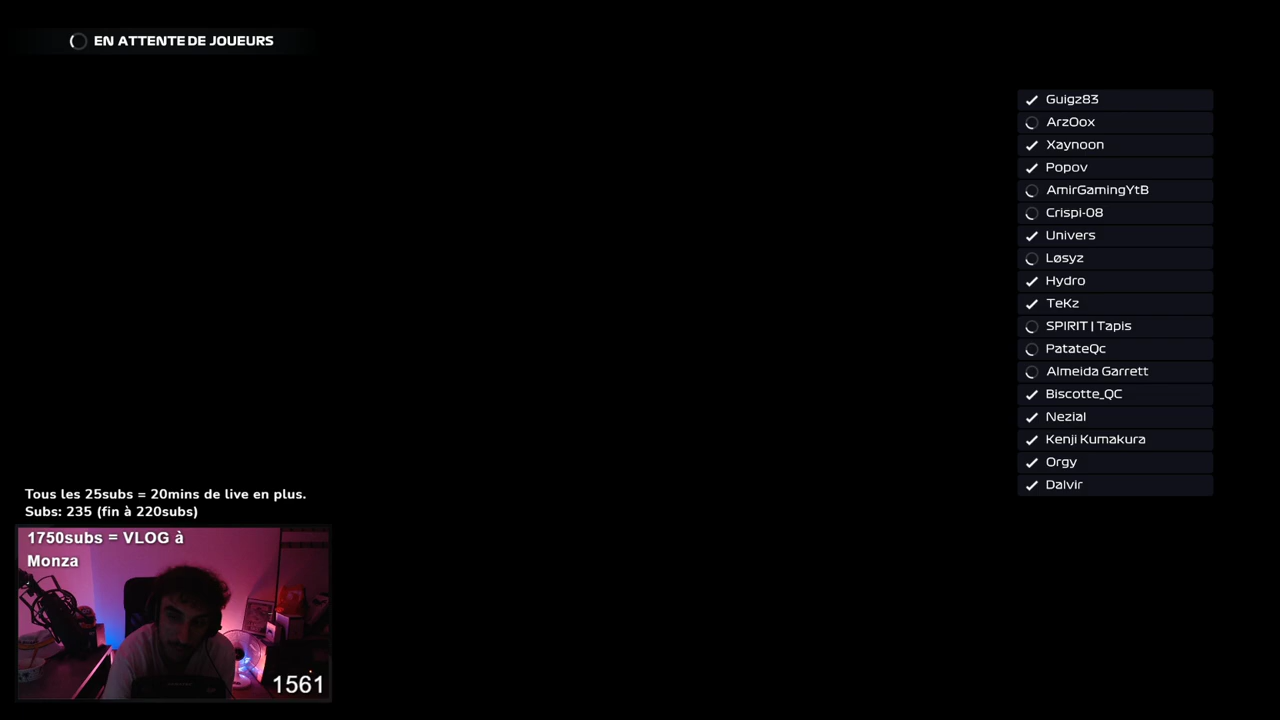 EN ATTENTE DE JOUEURS
Guigz83
ArzOox
Xaynoon
Popov
AmirGamingYtB
Crispi-08
Univers
Løsyz
Hydro
TeKz
SPIRIT | Tapis
PatateQc
Almeida Garrett
Biscotte_QC
Nezial
Kenji Kumakura
Orgy
Dalvir
Tous les 25subs = 20mins de live en plus.
Subs: 235 (fin à 220subs)
1750subs = VLOG à
Monza
1561